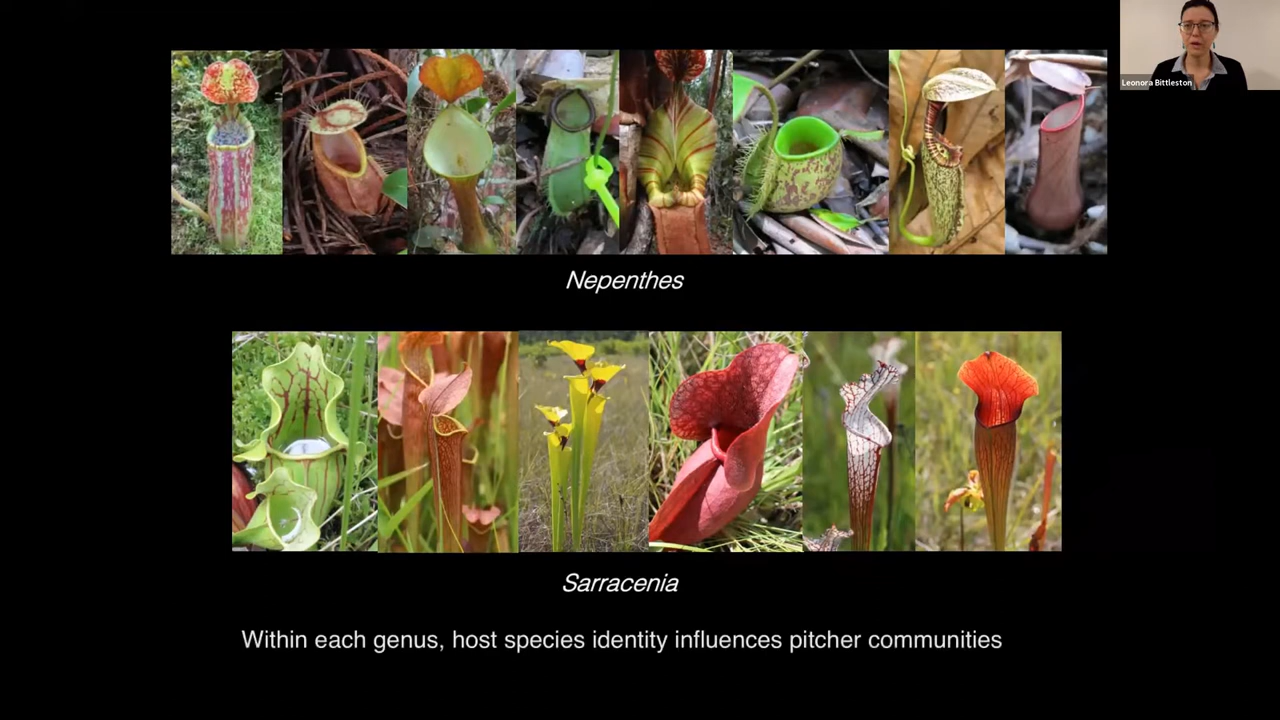 Leonora Bittleston
Nepenthes
Sarracenia
Within each genus, host species identity influences pitcher communities